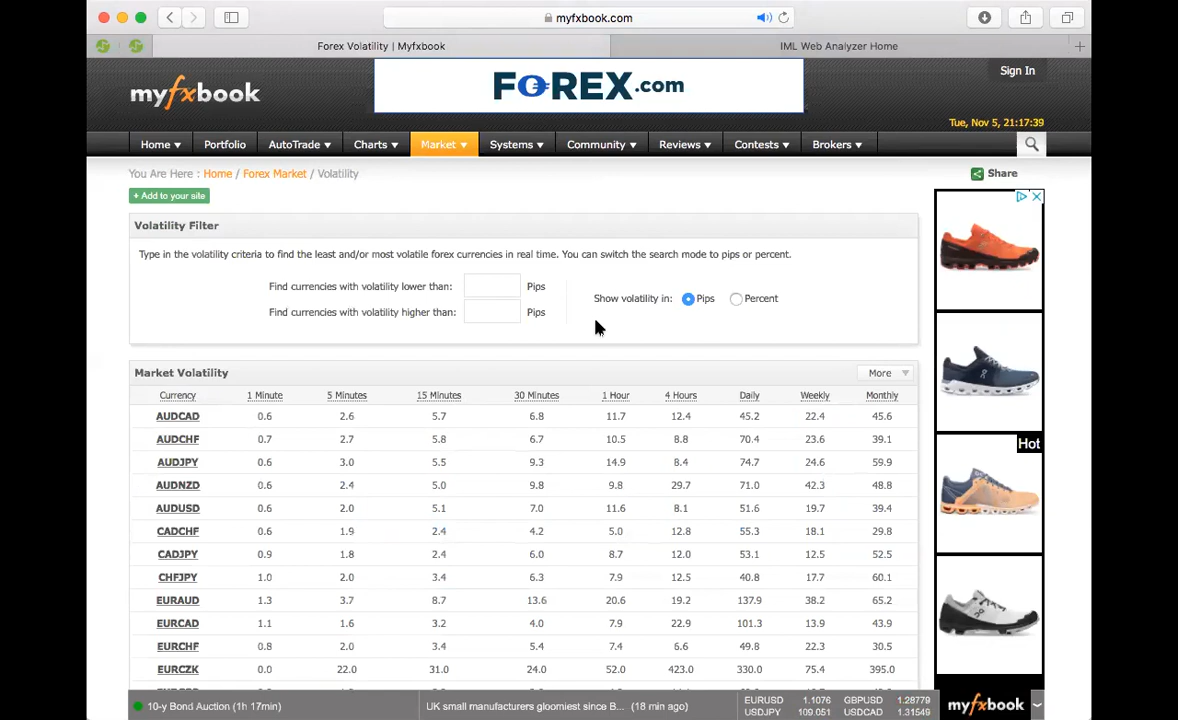 myfxbook.com
Forex Volatility | Myfxbook
IML Web Analyzer Home
myfxbook
FOREX.com
Sign In
Tue, Nov 5, 21:17:39
Home
Portfolio
AutoTrade
Charts
Market
Systems
Community
Reviews
Contests
Brokers
You Are Here : Home / Forex Market / Volatility
Share
+ Add to your site
Volatility Filter
Type in the volatility criteria to find the least and/or most volatile forex currencies in real time. You can switch the search mode to pips or percent.
Find currencies with volatility lower than: Pips
Show volatility in: Pips Percent
Find currencies with volatility higher than: Pips
Market Volatility
More
Currency 1 Minute 5 Minutes 15 Minutes 30 Minutes 1 Hour 4 Hours Daily Weekly Monthly
AUDCAD 0.6 2.6 5.7 6.8 11.7 12.4 45.2 22.4 45.6
AUDCHF 0.7 2.7 5.8 6.7 10.5 8.8 70.4 23.6 39.1
AUDJPY 0.6 3.0 5.5 9.3 14.9 8.4 74.7 24.6 59.9
AUDNZD 0.6 2.4 5.0 9.8 9.8 29.7 71.0 42.3 48.8
AUDUSD 0.6 2.0 5.1 7.0 11.6 8.1 51.6 19.7 39.4
CADCHF 0.6 1.9 2.4 4.2 5.0 12.8 55.3 18.1 29.8
CADJPY 0.9 1.8 2.4 6.0 8.7 12.0 53.1 12.5 52.5
CHFJPY 1.0 2.0 3.4 6.3 7.9 12.5 40.8 17.7 60.1
EURAUD 1.3 3.7 8.7 13.6 20.6 19.2 137.9 38.2 65.2
EURCAD 1.1 1.6 3.2 4.0 7.9 22.9 101.3 13.9 43.9
EURCHF 0.8 2.0 3.4 5.4 7.4 6.6 49.8 22.3 30.5
EURCZK 0.0 22.0 31.0 24.0 52.0 423.0 330.0 75.4 395.0
Hot
10-y Bond Auction (1h 17min)
UK small manufacturers gloomiest since B... (18 min ago)
EURUSD 1.1076 GBPUSD 1.28779
USDJPY 109.051 USDCAD 1.31549
myfxbook